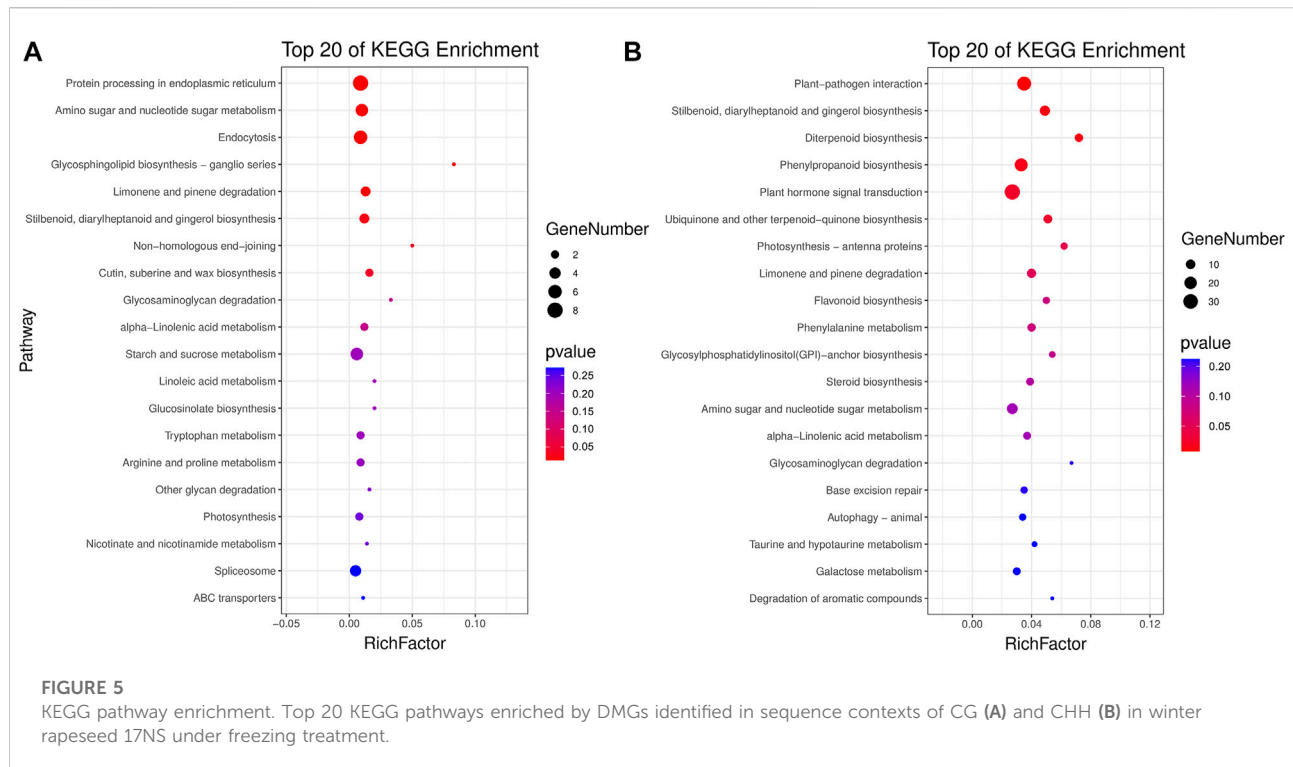 A
Top 20 of KEGG Enrichment
Pathway
Protein processing in endoplasmic reticulum
Amino sugar and nucleotide sugar metabolism
Endocytosis
Glycosphingolipid biosynthesis − ganglio series
Limonene and pinene degradation
Stilbenoid, diarylheptanoid and gingerol biosynthesis
Non−homologous end−joining
Cutin, suberine and wax biosynthesis
Glycosaminoglycan degradation
alpha−Linolenic acid metabolism
Starch and sucrose metabolism
Linoleic acid metabolism
Glucosinolate biosynthesis
Tryptophan metabolism
Arginine and proline metabolism
Other glycan degradation
Photosynthesis
Nicotinate and nicotinamide metabolism
Spliceosome
ABC transporters
−0.05 0.00 0.05 0.10
RichFactor
GeneNumber
2
4
6
8
pvalue
0.25
0.20
0.15
0.10
0.05
B
Top 20 of KEGG Enrichment
Plant−pathogen interaction
Stilbenoid, diarylheptanoid and gingerol biosynthesis
Diterpenoid biosynthesis
Phenylpropanoid biosynthesis
Plant hormone signal transduction
Ubiquinone and other terpenoid−quinone biosynthesis
Photosynthesis − antenna proteins
Limonene and pinene degradation
Flavonoid biosynthesis
Phenylalanine metabolism
Glycosylphosphatidylinositol(GPI)−anchor biosynthesis
Steroid biosynthesis
Amino sugar and nucleotide sugar metabolism
alpha−Linolenic acid metabolism
Glycosaminoglycan degradation
Base excision repair
Autophagy − animal
Taurine and hypotaurine metabolism
Galactose metabolism
Degradation of aromatic compounds
0.00 0.04 0.08 0.12
RichFactor
GeneNumber
10
20
30
pvalue
0.20
0.10
0.05
FIGURE 5
KEGG pathway enrichment. Top 20 KEGG pathways enriched by DMGs identified in sequence contexts of CG (A) and CHH (B) in winter
rapeseed 17NS under freezing treatment.